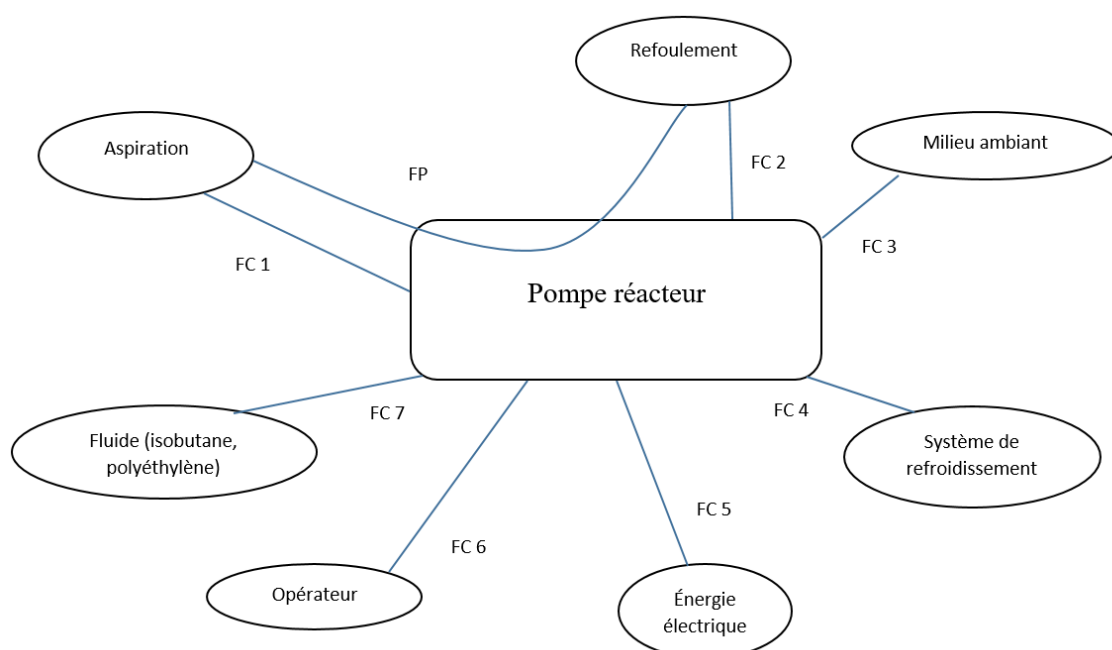 Refoulement
Aspiration
Milieu ambiant
FP
FC 2
FC 3
FC 1
Pompe réacteur
FC 7
FC 4
Fluide (isobutane,
polyéthylène)
Système de
refroidissement
FC 5
FC 6
Opérateur
Énergie
électrique